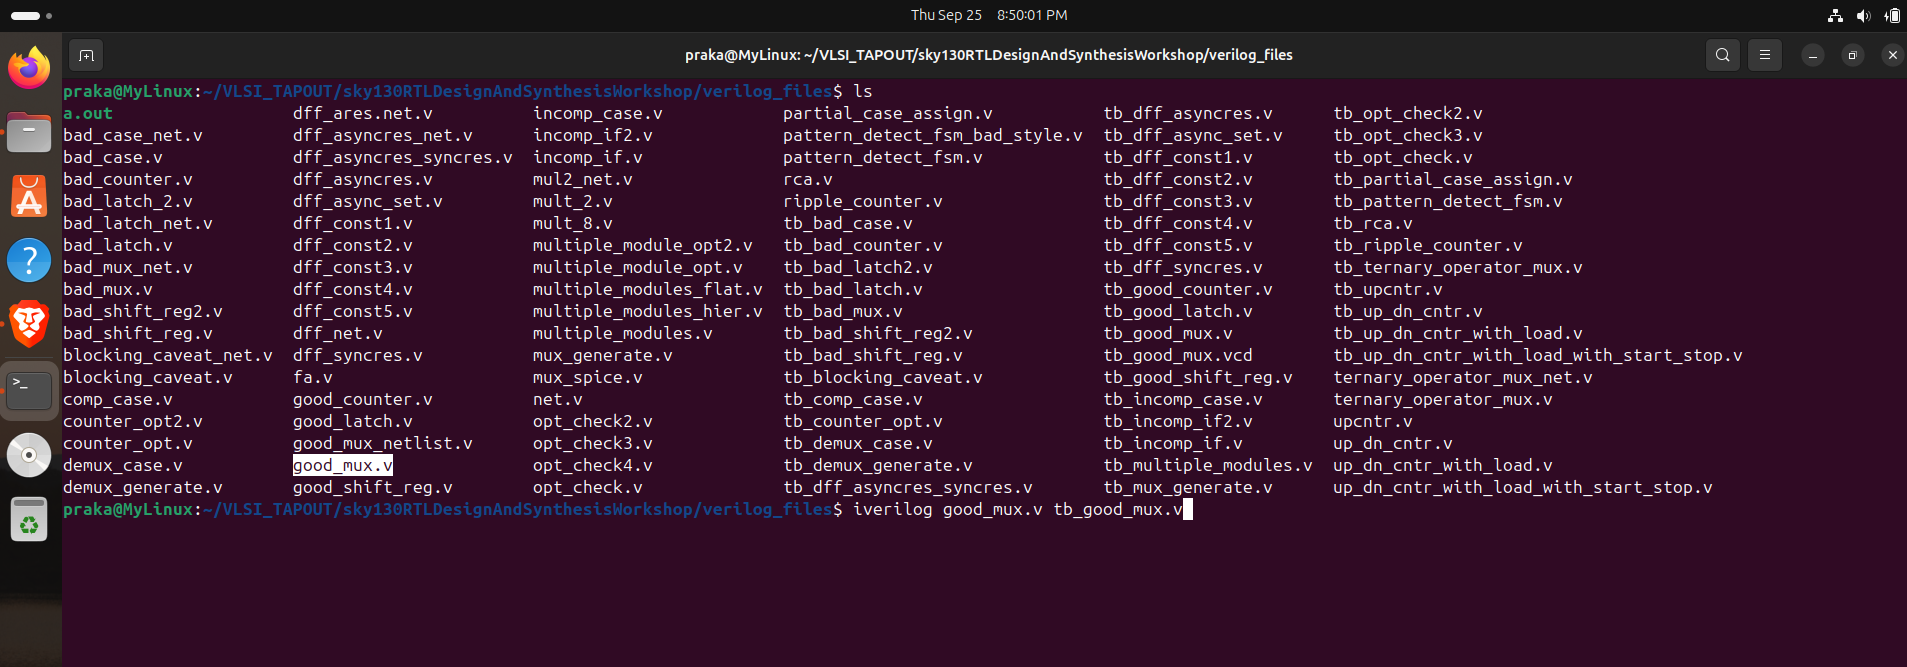 Thu Sep 25 8:50:01 PM
praka@MyLinux: ~/VLSI_TAPOUT/sky130RTLDesignAndSynthesisWorkshop/verilog_files
praka@MyLinux:~/VLSI_TAPOUT/sky130RTLDesignAndSynthesisWorkshop/verilog_files$ ls
a.out dff_ares.net.v incomp_case.v partial_case_assign.v tb_dff_asyncres.v tb_opt_check2.v
bad_case_net.v dff_asyncres_net.v incomp_if2.v pattern_detect_fsm_bad_style.v tb_dff_async_set.v tb_opt_check3.v
bad_case.v dff_asyncres_syncres.v incomp_if.v pattern_detect_fsm.v tb_dff_const1.v tb_opt_check.v
bad_counter.v dff_asyncres.v mul2_net.v rca.v tb_dff_const2.v tb_partial_case_assign.v
bad_latch_2.v dff_async_set.v mult_2.v ripple_counter.v tb_dff_const3.v tb_pattern_detect_fsm.v
bad_latch_net.v dff_const1.v mult_8.v tb_bad_case.v tb_dff_const4.v tb_rca.v
bad_latch.v dff_const2.v multiple_module_opt2.v tb_bad_counter.v tb_dff_const5.v tb_ripple_counter.v
bad_mux_net.v dff_const3.v multiple_module_opt.v tb_bad_latch2.v tb_dff_syncres.v tb_ternary_operator_mux.v
bad_mux.v dff_const4.v multiple_modules_flat.v tb_bad_latch.v tb_good_counter.v tb_upcntr.v
bad_shift_reg2.v dff_const5.v multiple_modules_hier.v tb_bad_mux.v tb_good_latch.v tb_up_dn_cntr.v
bad_shift_reg.v dff_net.v multiple_modules.v tb_bad_shift_reg2.v tb_good_mux.v tb_up_dn_cntr_with_load.v
blocking_caveat_net.v dff_syncres.v mux_generate.v tb_bad_shift_reg.v tb_good_mux.vcd tb_up_dn_cntr_with_load_with_start_stop.v
blocking_caveat.v fa.v mux_spice.v tb_blocking_caveat.v tb_good_shift_reg.v ternary_operator_mux_net.v
comp_case.v good_counter.v net.v tb_comp_case.v tb_incomp_case.v ternary_operator_mux.v
counter_opt2.v good_latch.v opt_check2.v tb_counter_opt.v tb_incomp_if2.v upcntr.v
counter_opt.v good_mux_netlist.v opt_check3.v tb_demux_case.v tb_incomp_if.v up_dn_cntr.v
demux_case.v good_mux.v opt_check4.v tb_demux_generate.v tb_multiple_modules.v up_dn_cntr_with_load.v
demux_generate.v good_shift_reg.v opt_check.v tb_dff_asyncres_syncres.v tb_mux_generate.v up_dn_cntr_with_load_with_start_stop.v
praka@MyLinux:~/VLSI_TAPOUT/sky130RTLDesignAndSynthesisWorkshop/verilog_files$ iverilog good_mux.v tb_good_mux.v